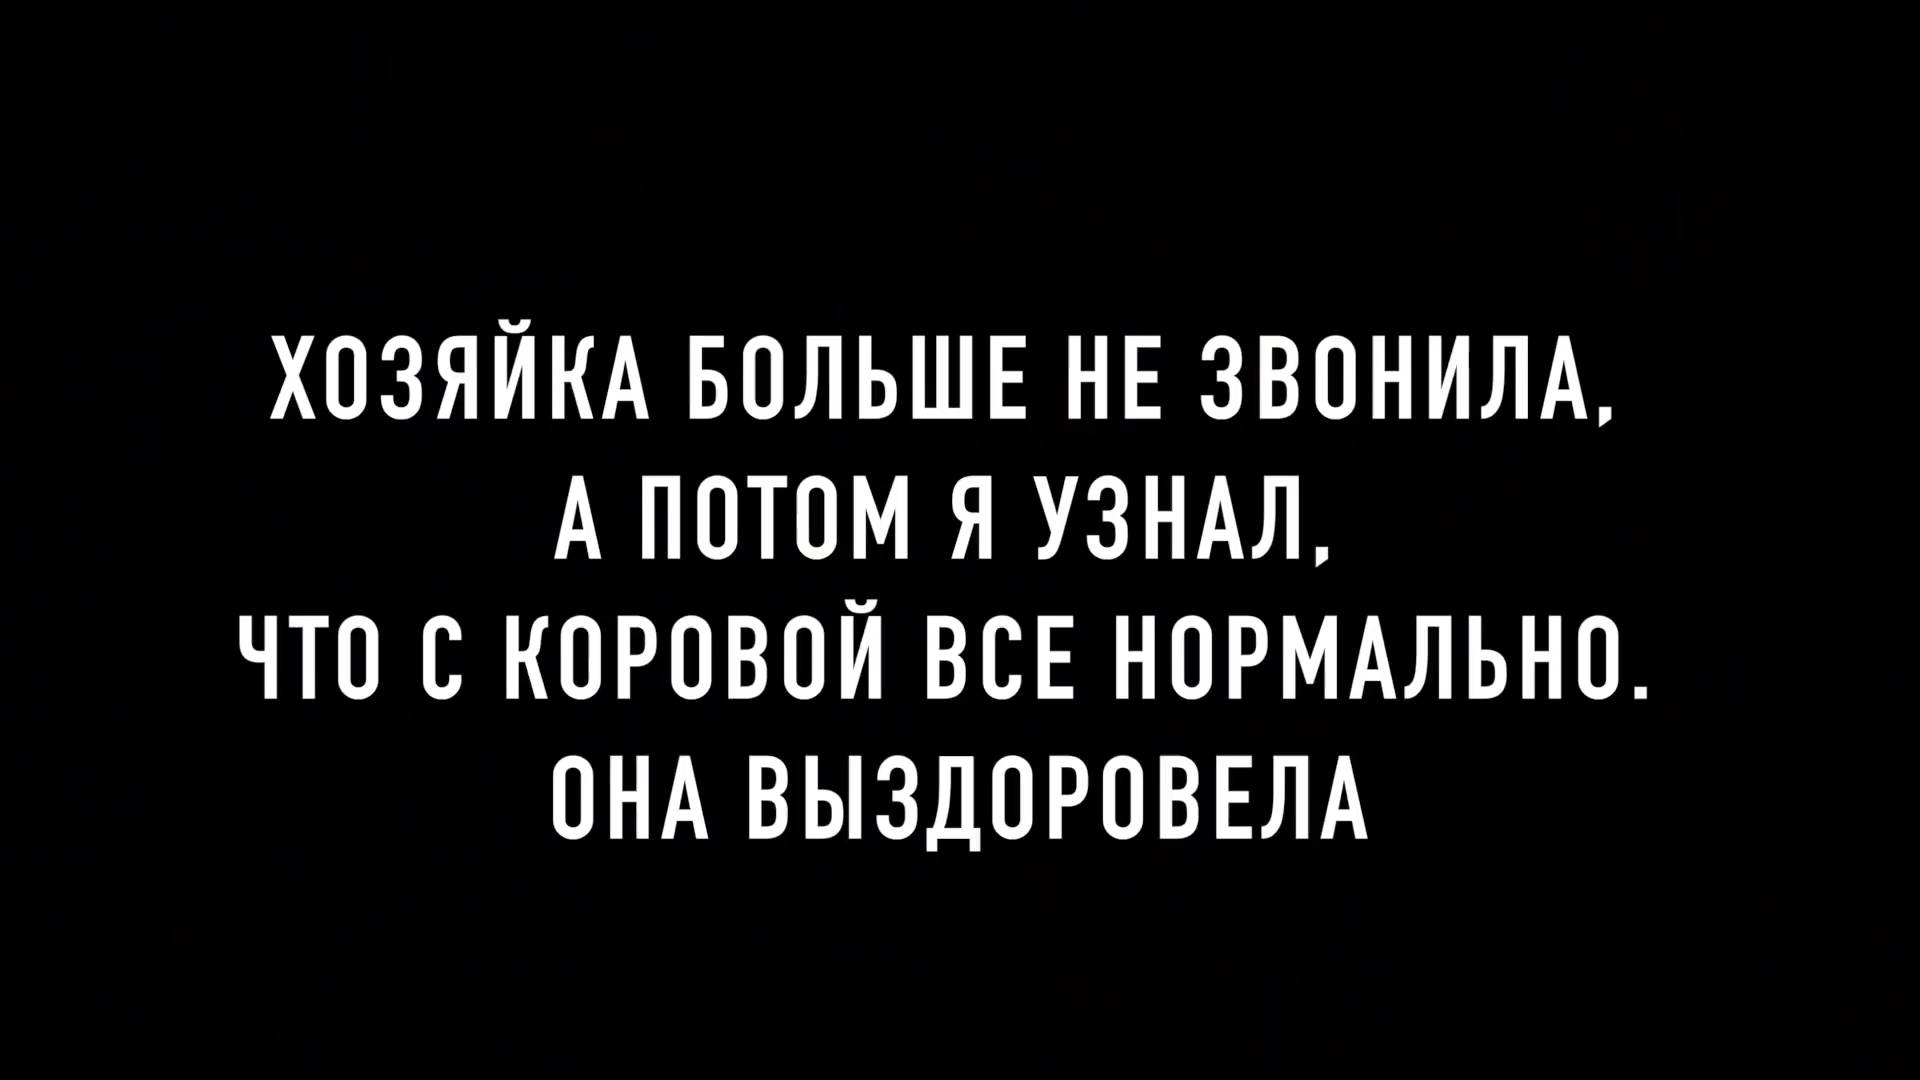 ХОЗЯЙКА БОЛЬШЕ НЕ ЗВОНИЛА,
А ПОТОМ Я УЗНАЛ,
ЧТО С КОРОВОЙ ВСЕ НОРМАЛЬНО.
ОНА ВЫЗДОРОВЕЛА